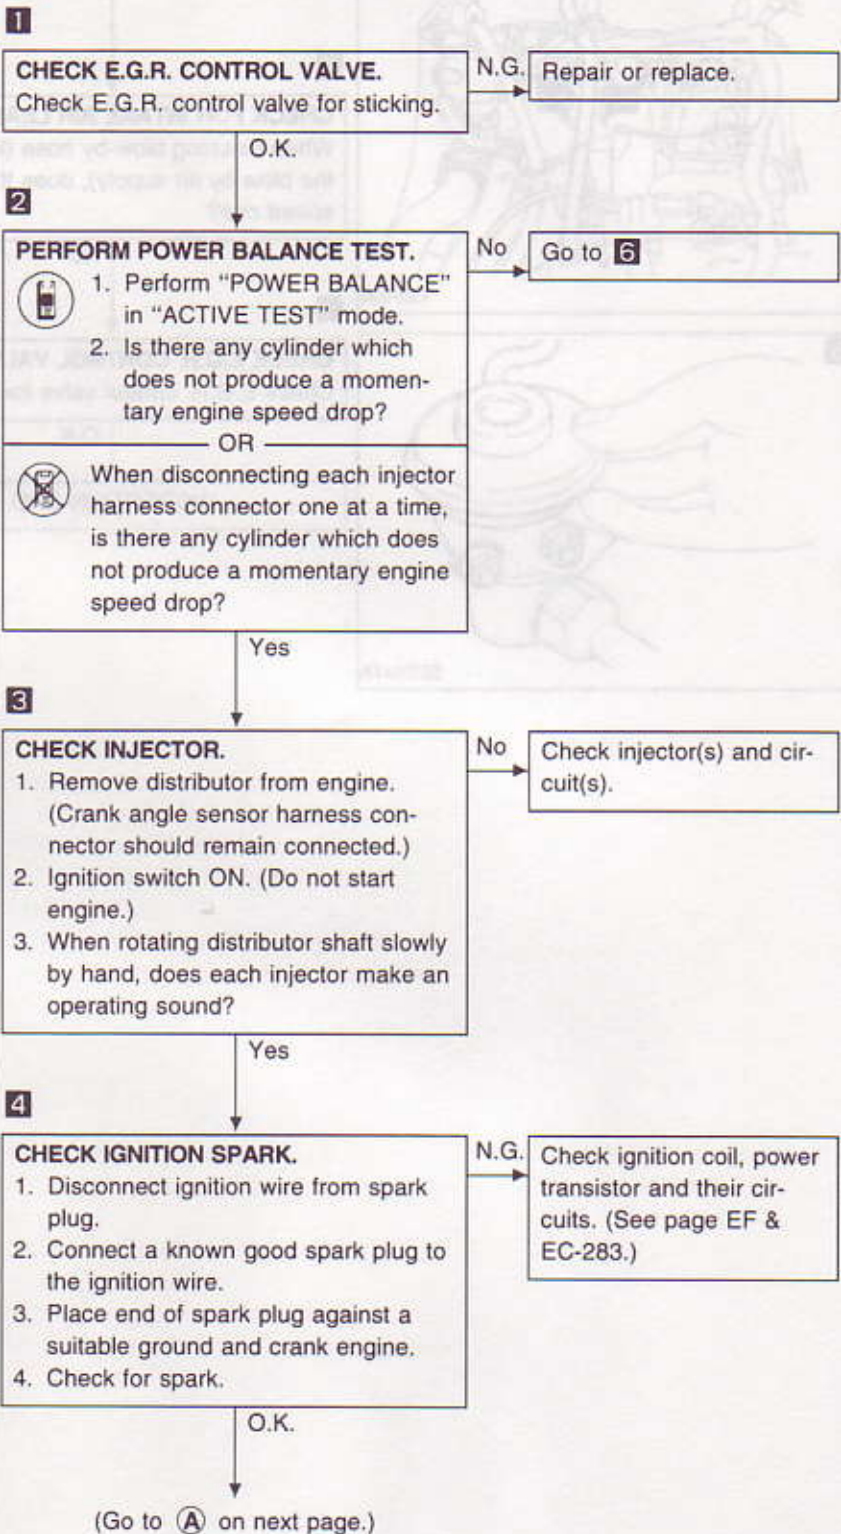 1
CHECK E.G.R. CONTROL VALVE.
Check E.G.R. control valve for sticking.
N.G.
Repair or replace.
O.K.
2
PERFORM POWER BALANCE TEST.
1. Perform "POWER BALANCE"
in "ACTIVE TEST" mode.
2. Is there any cylinder which
does not produce a momen-
tary engine speed drop?
OR
When disconnecting each injector
harness connector one at a time,
is there any cylinder which does
not produce a momentary engine
speed drop?
No
Go to 6
Yes
3
CHECK INJECTOR.
1. Remove distributor from engine.
(Crank angle sensor harness con-
nector should remain connected.)
2. Ignition switch ON. (Do not start
engine.)
3. When rotating distributor shaft slowly
by hand, does each injector make an
operating sound?
No
Check injector(s) and cir-
cuit(s).
Yes
4
CHECK IGNITION SPARK.
1. Disconnect ignition wire from spark
plug.
2. Connect a known good spark plug to
the ignition wire.
3. Place end of spark plug against a
suitable ground and crank engine.
4. Check for spark.
N.G.
Check ignition coil, power
transistor and their cir-
cuits. (See page EF &
EC-283.)
O.K.
(Go to A on next page.)